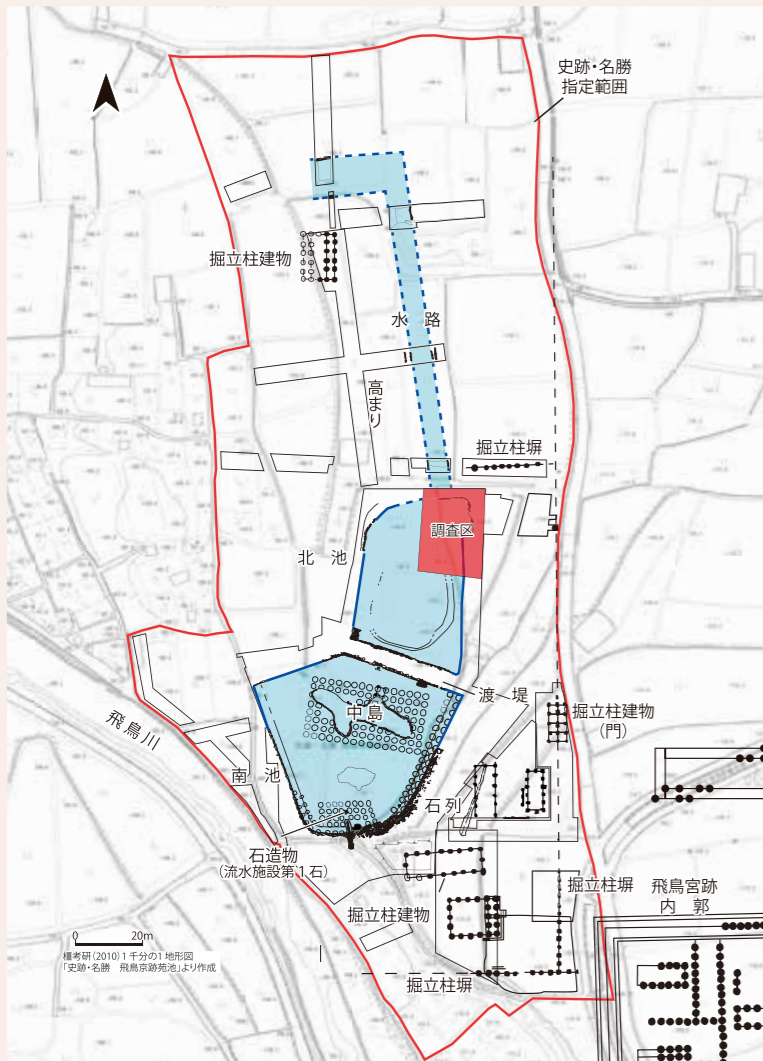 史跡・名勝
指定範囲
掘立柱建物
水 路
高まり
掘立柱塀
調査区
北 池
渡 堤
中島
掘立柱建物
(門)
飛鳥川
南 池
石列
石造物
(流水施設第1石)
掘立柱塀
飛鳥宮跡
内 郭
掘立柱建物
0 20m
橿考研(2010)1千分の1地形図
「史跡・名勝 飛鳥京跡苑池」より作成
掘立柱塀